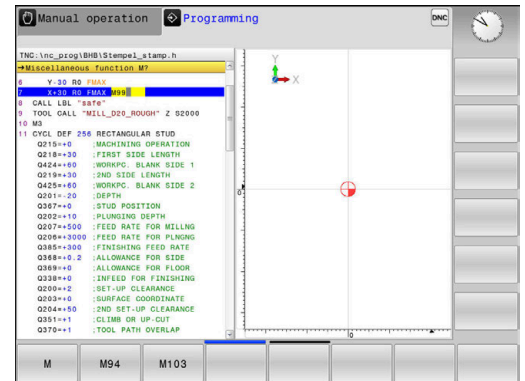 Manual operation
Programming
DNC
TNC:\nc_prog\BHB\Stempel_stamp.h
→Miscellaneous function M?
6 Y-30 R0 FMAX
7 X+30 R0 FMAX M99
8 CALL LBL "safe"
9 TOOL CALL "MILL_D20_ROUGH" Z S2000
10 M3
11 CYCL DEF 256 RECTANGULAR STUD
Q215=+0 ;MACHINING OPERATION
Q218=+30 ;FIRST SIDE LENGTH
Q424=+60 ;WORKPC. BLANK SIDE 1
Q219=+30 ;2ND SIDE LENGTH
Q425=+60 ;WORKPC. BLANK SIDE 2
Q201=-20 ;DEPTH
Q367=+0 ;STUD POSITION
Q202=+10 ;PLUNGING DEPTH
Q207=+500 ;FEED RATE FOR MILLNG
Q206=+3000 ;FEED RATE FOR PLNGNG
Q385=+300 ;FINISHING FEED RATE
Q368=+0.2 ;ALLOWANCE FOR SIDE
Q369=+0 ;ALLOWANCE FOR FLOOR
Q338=+0 ;INFEED FOR FINISHING
Q200=+2 ;SET-UP CLEARANCE
Q203=+0 ;SURFACE COORDINATE
Q204=+50 ;2ND SET-UP CLEARANCE
Q351=+1 ;CLIMB OR UP-CUT
Q370=+1 ;TOOL PATH OVERLAP
Y
X
0
0
M M94 M103